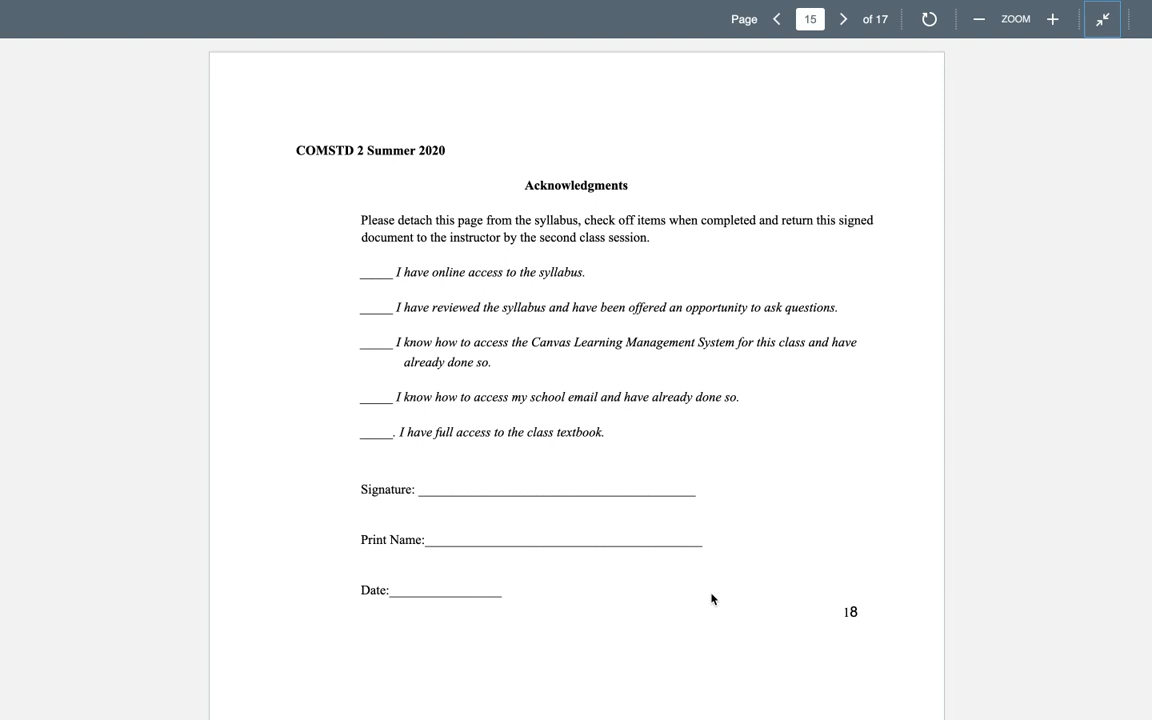 Page 15 of 17 ZOOM
COMSTD 2 Summer 2020
Acknowledgments
Please detach this page from the syllabus, check off items when completed and return this signed
document to the instructor by the second class session.
_____ I have online access to the syllabus.
_____ I have reviewed the syllabus and have been offered an opportunity to ask questions.
_____ I know how to access the Canvas Learning Management System for this class and have
already done so.
_____ I know how to access my school email and have already done so.
_____. I have full access to the class textbook.
Signature: __________________________________________
Print Name:__________________________________________
Date:_________________
18